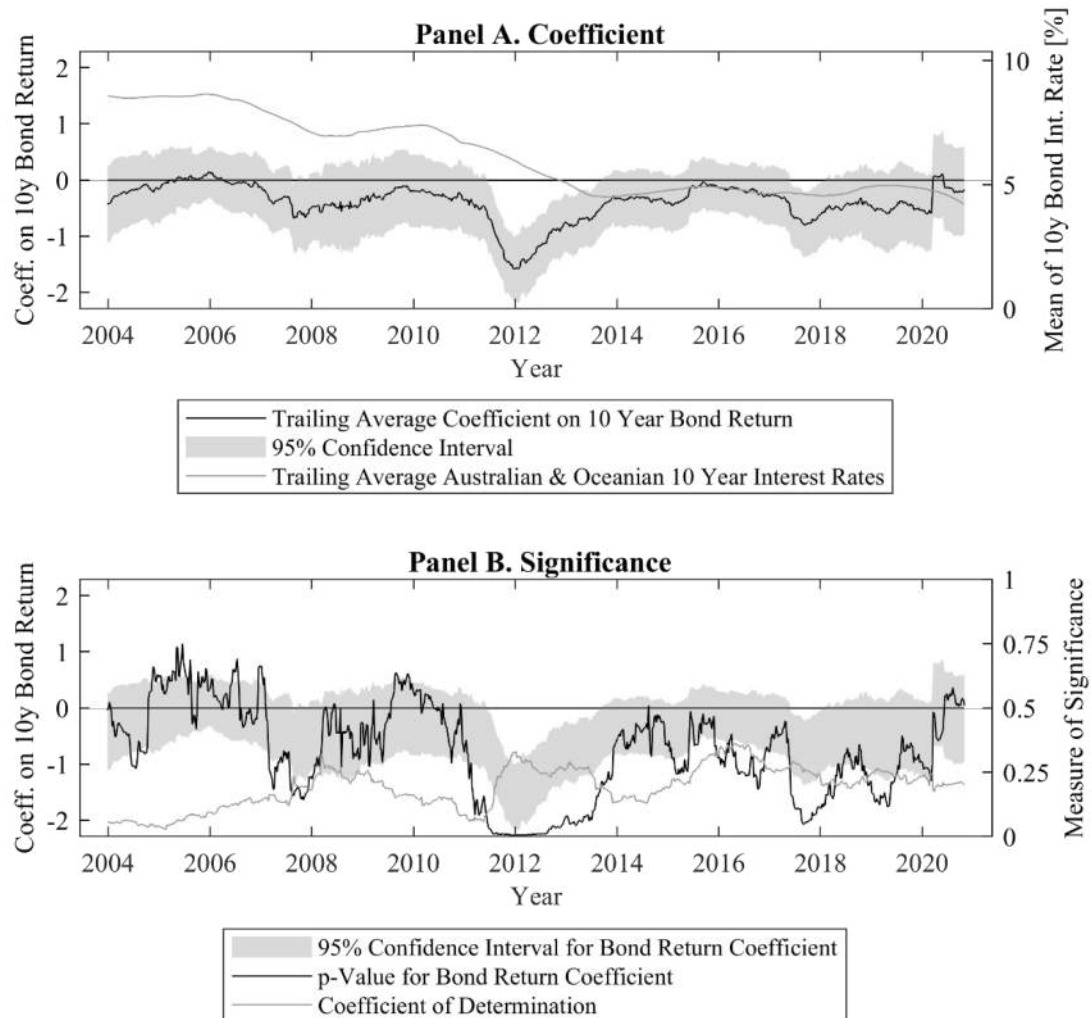 Panel A. Coefficient
Coeff. on 10y Bond Return
2
1
0
-1
-2
Mean of 10y Bond Int. Rate [%]
10
5
0
2004 2006 2008 2010 2012 2014 2016 2018 2020
Year
Trailing Average Coefficient on 10 Year Bond Return
95% Confidence Interval
Trailing Average Australian & Oceanian 10 Year Interest Rates
Panel B. Significance
Coeff. on 10y Bond Return
2
1
0
-1
-2
Measure of Significance
1
0.75
0.5
0.25
0
2004 2006 2008 2010 2012 2014 2016 2018 2020
Year
95% Confidence Interval for Bond Return Coefficient
p-Value for Bond Return Coefficient
Coefficient of Determination